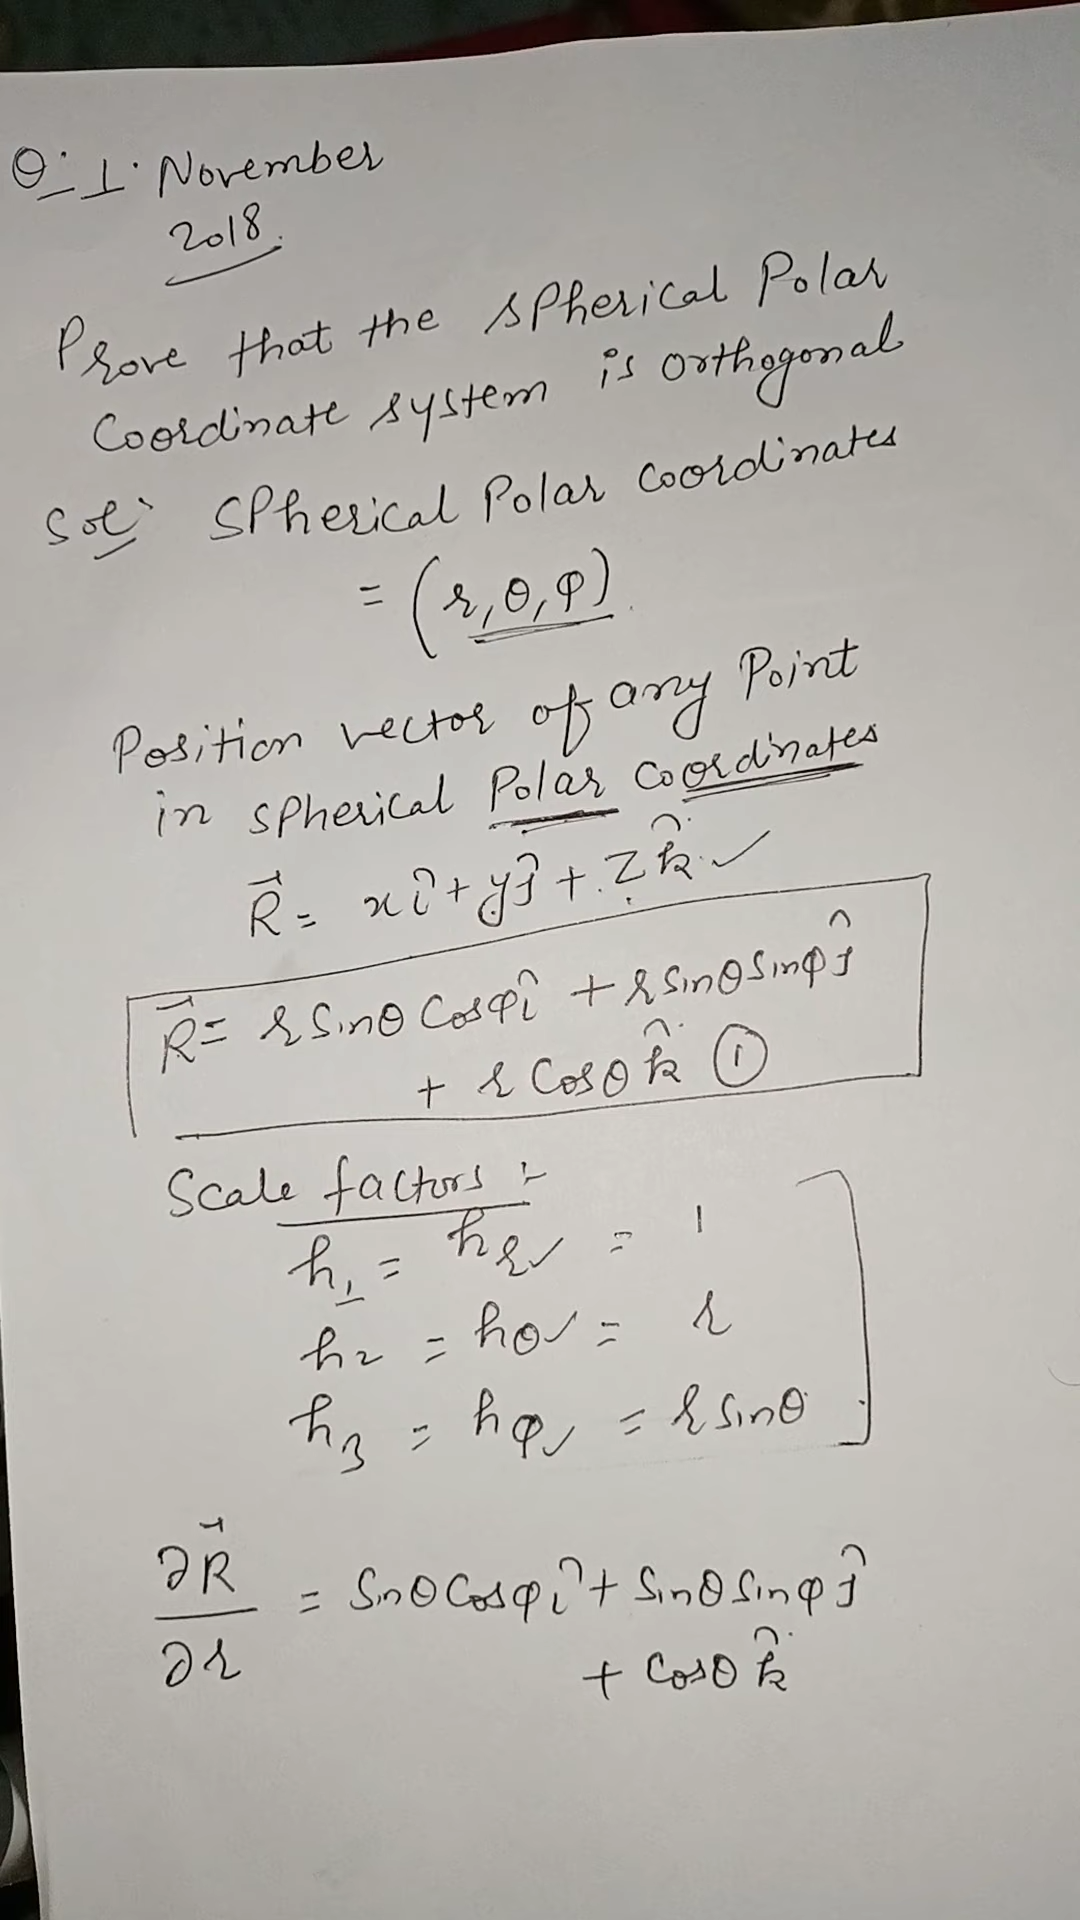 Q.1. November
2018.
Prove that the spherical Polar
Coordinate system is orthogonal
Sol: Spherical Polar Coordinates
= (r, θ, φ)
Position vector of any Point
in spherical Polar Coordinates
R⃗ = xî + yĵ + zk̂ ✓
R⃗ = r Sinθ Cosφ î + r Sinθ Sinφ ĵ
+ r Cosθ k̂ ①
Scale factors :-
h₁ = hr ✓ = 1
h₂ = hθ ✓ = r
h₃ = hφ ✓ = r Sinθ
∂R⃗/∂r = Sinθ Cosφ î + Sinθ Sinφ ĵ
+ Cosθ k̂